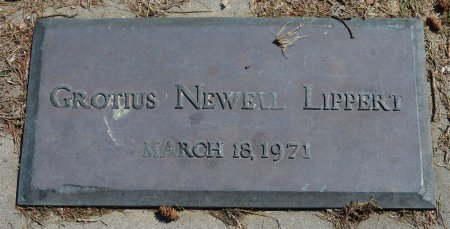 GROTIUS NEWELL LIPPERT
MARCH 18, 1971